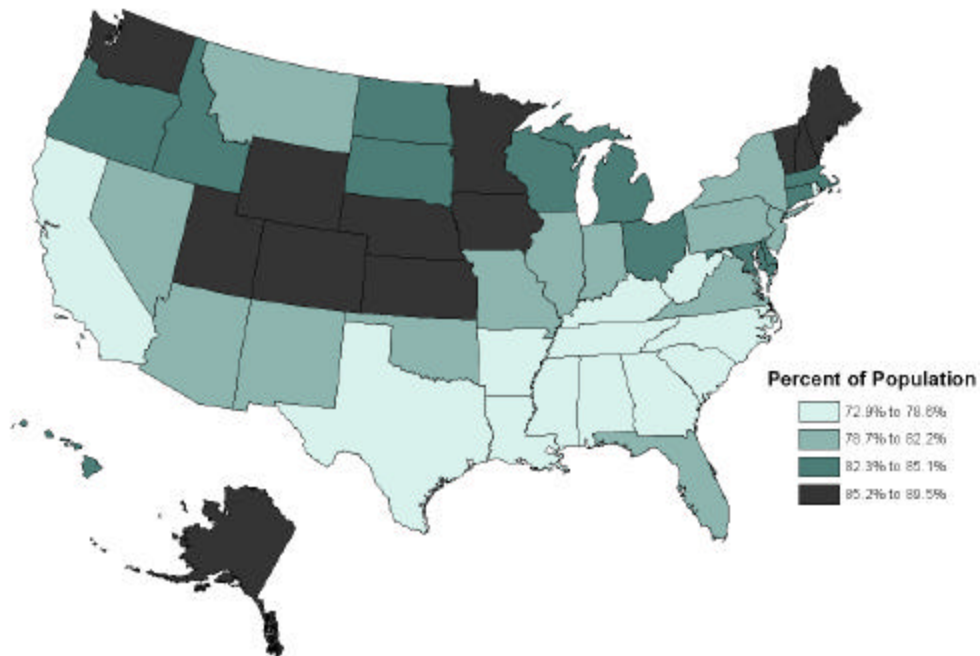 Percent of Population
72.9% to 78.6%
78.7% to 82.2%
82.3% to 85.1%
85.2% to 89.5%